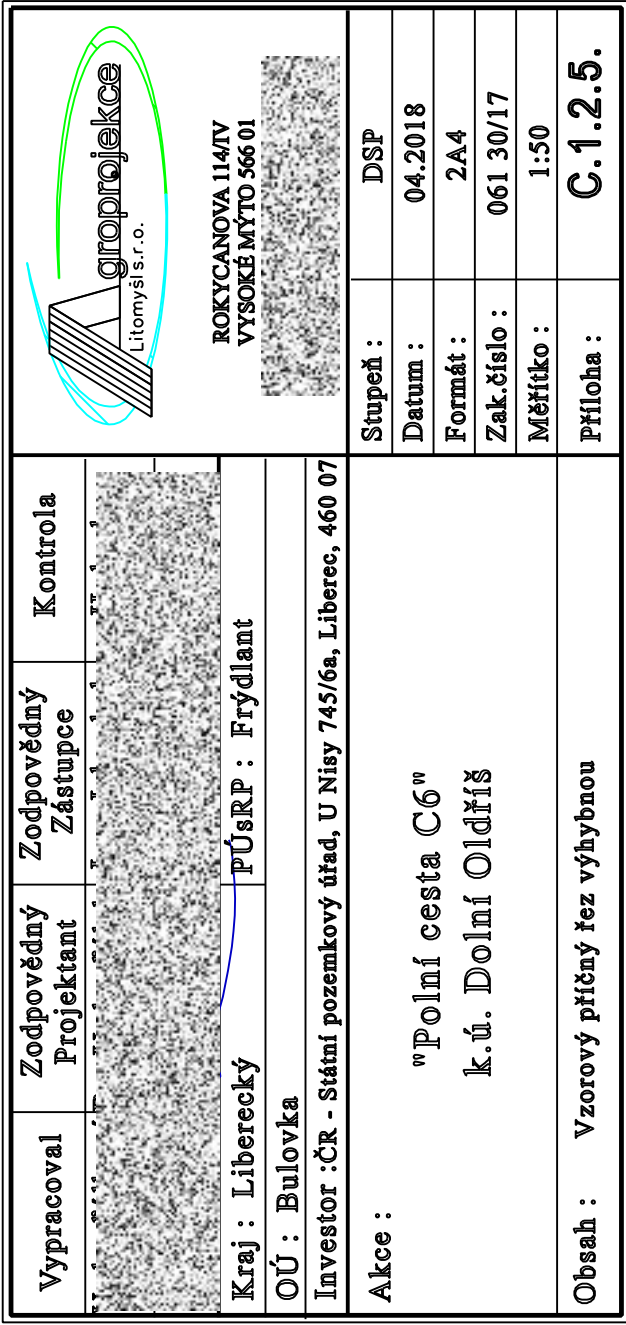 Vypracoval
Zodpovědný
Projektant
Zodpovědný
Zástupce
Kontrola
Kraj : Liberecký
PÚsRP : Frýdlant
OÚ : Bulovka
Investor :ČR - Státní pozemkový úřad, U Nisy 745/6a, Liberec, 460 07
Akce :
"Polní cesta C6"
k.ú. Dolní Oldříš
Obsah : Vzorový příčný řez výhybnou
groprojekce
Litomyšl s.r.o.
ROKYCANOVA 114/IV
VYSOKÉ MÝTO 566 01
Stupeň : DSP
Datum : 04.2018
Formát : 2A4
Zak.číslo : 061 30/17
Měřítko : 1:50
Příloha : C.1.2.5.